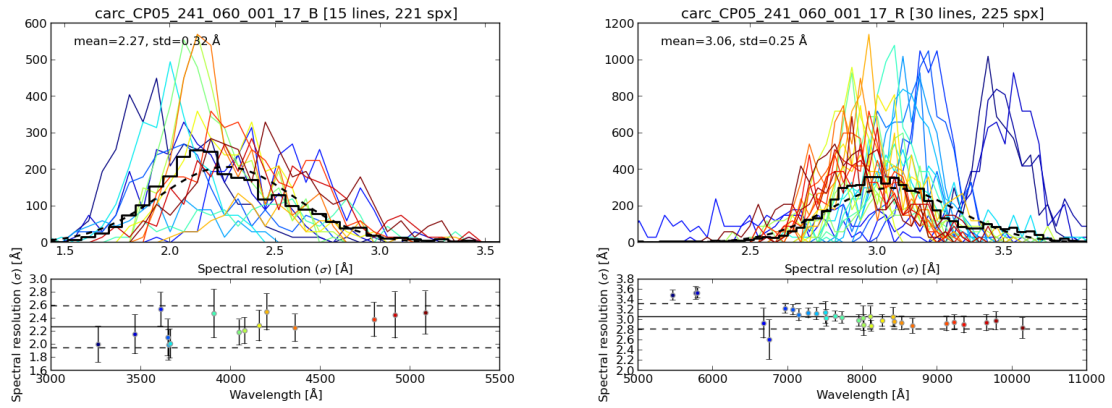 carc_CP05_241_060_001_17_B [15 lines, 221 spx]
mean=2.27, std=0.32 Å
600
500
400
300
200
100
0
1.5 2.0 2.5 3.0 3.5
Spectral resolution (σ) [Å]
Spectral resolution (σ) [Å]
3.0
2.8
2.6
2.4
2.2
2.0
1.8
1.6
3000 3500 4000 4500 5000 5500
Wavelength [Å]
carc_CP05_241_060_001_17_R [30 lines, 225 spx]
mean=3.06, std=0.25 Å
1200
1000
800
600
400
200
0
2.5 3.0 3.5
Spectral resolution (σ) [Å]
Spectral resolution (σ) [Å]
3.8
3.6
3.4
3.2
3.0
2.8
2.6
2.4
2.2
2.0
5000 6000 7000 8000 9000 10000 11000
Wavelength [Å]